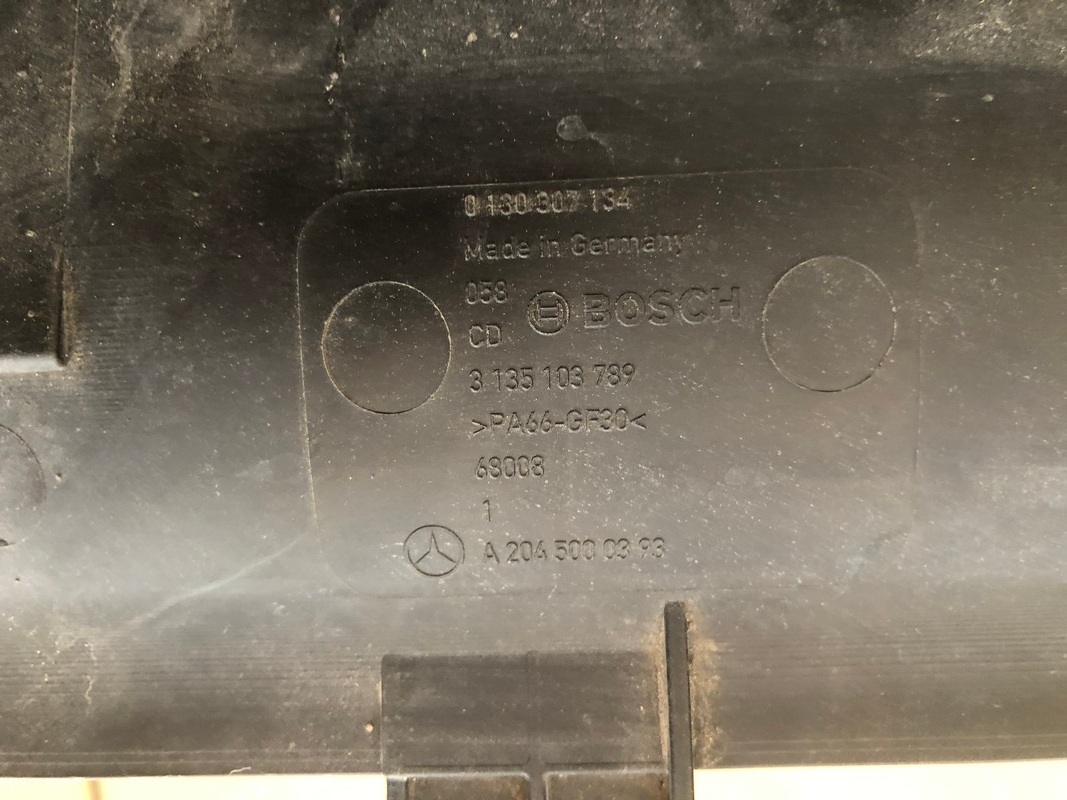 0 130 307 134
Made in Germany
058
BOSCH
CD
3 135 103 789
>PA66-GF30<
68008
1
A 204 500 03 93